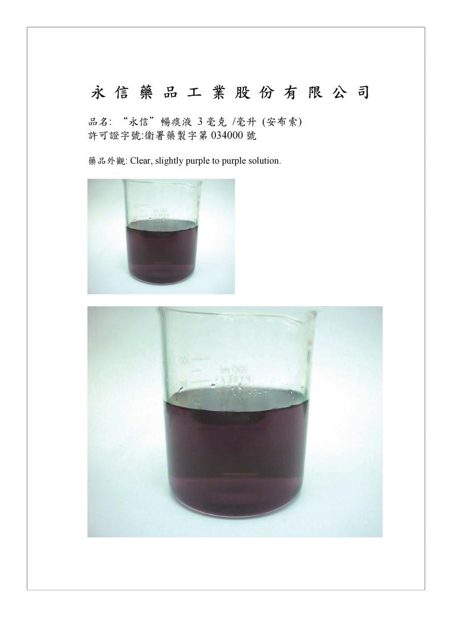 永信藥品工業股份有限公司
品名: “永信”暢痰液 3 毫克 /毫升 (安布索)
許可證字號:衛署藥製字第 034000 號
藥品外觀: Clear, slightly purple to purple solution.